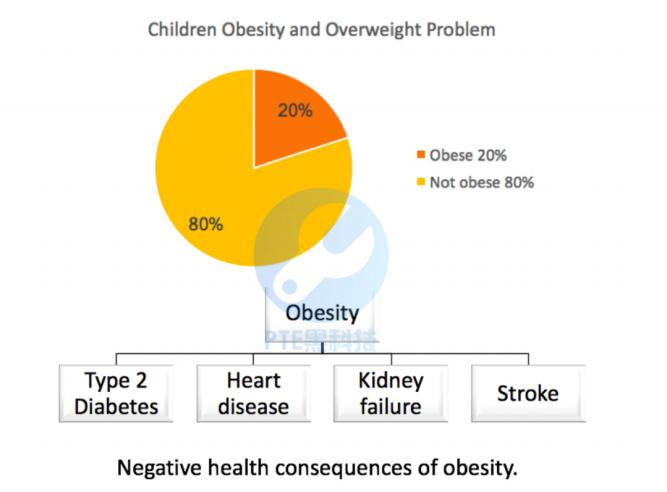 Children Obesity and Overweight Problem
20%
80%
Obese 20%
Not obese 80%
Obesity
PTE黑科技
Type 2
Diabetes
Heart
disease
Kidney
failure
Stroke
Negative health consequences of obesity.